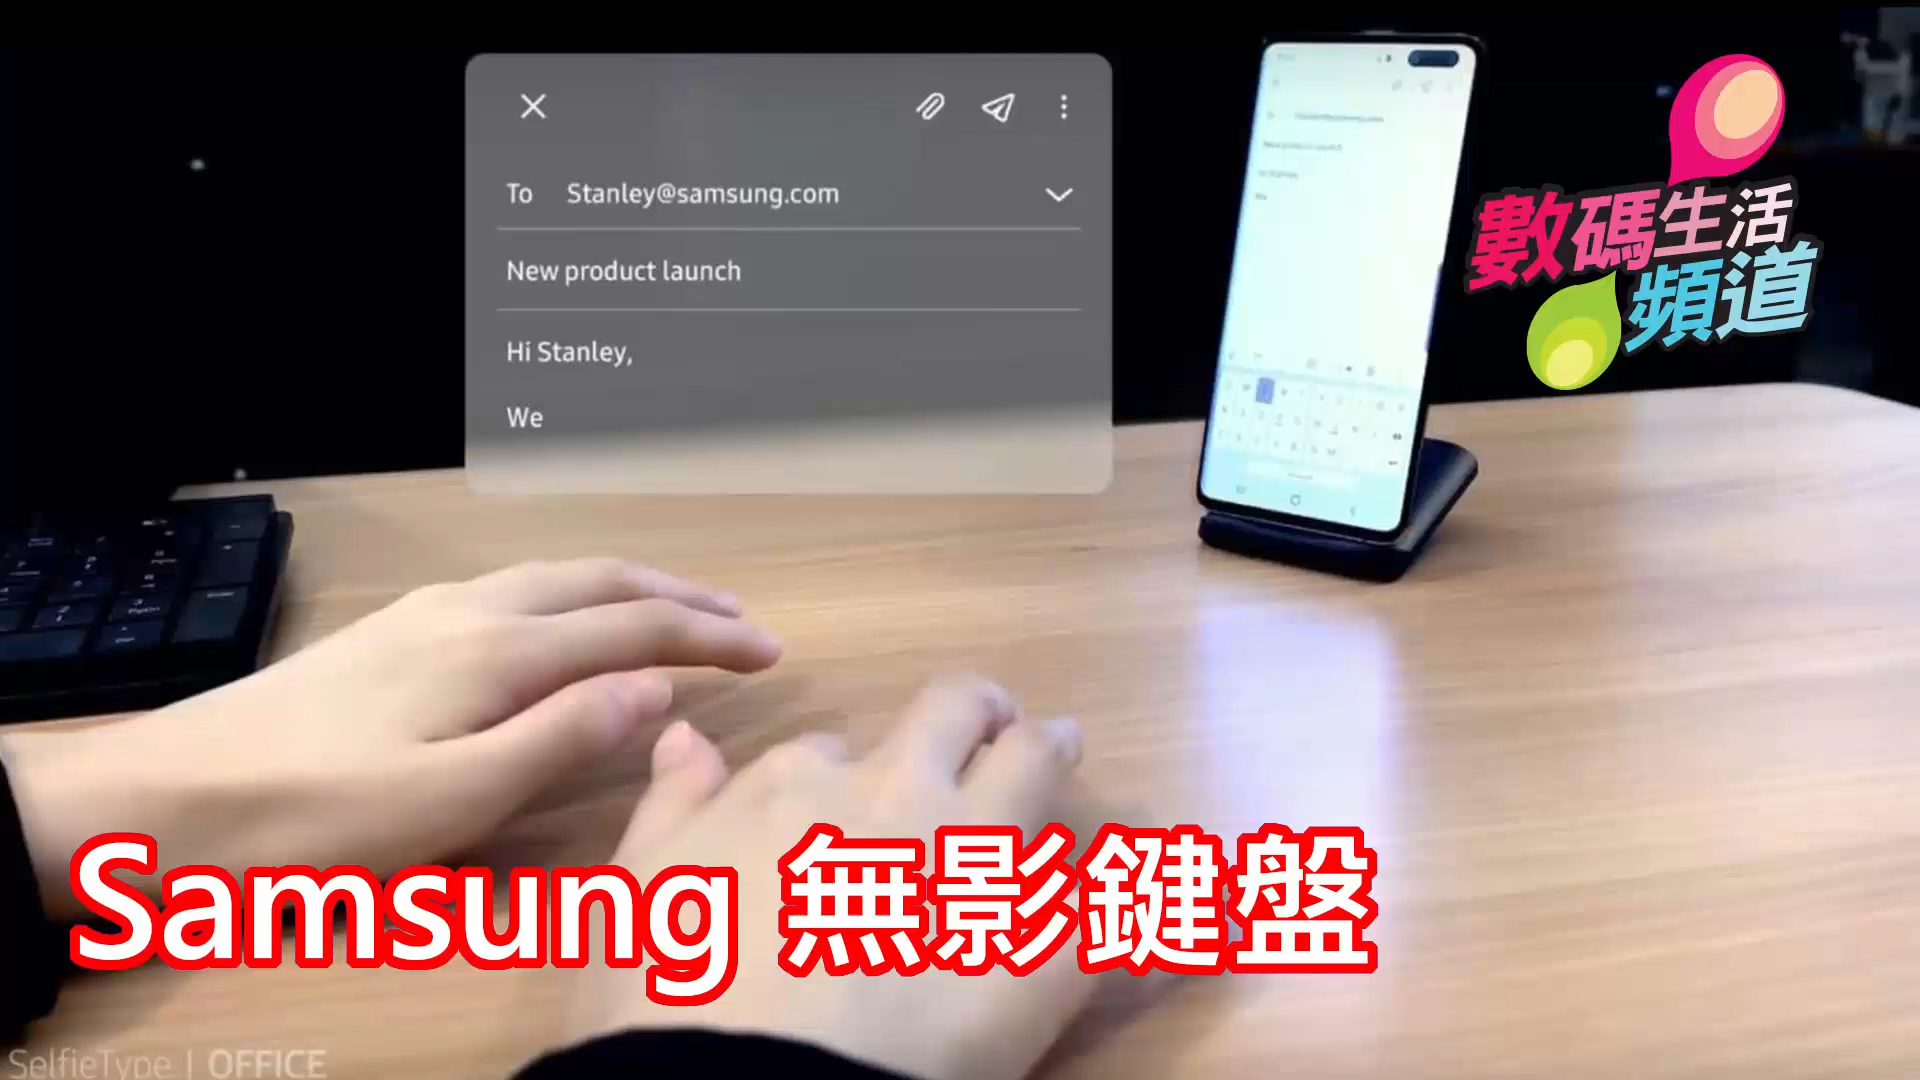 To Stanley@samsung.com
New product launch
Hi Stanley,
We
數碼生活
頻道
Samsung 無影鍵盤
SelfieType | OFFICE